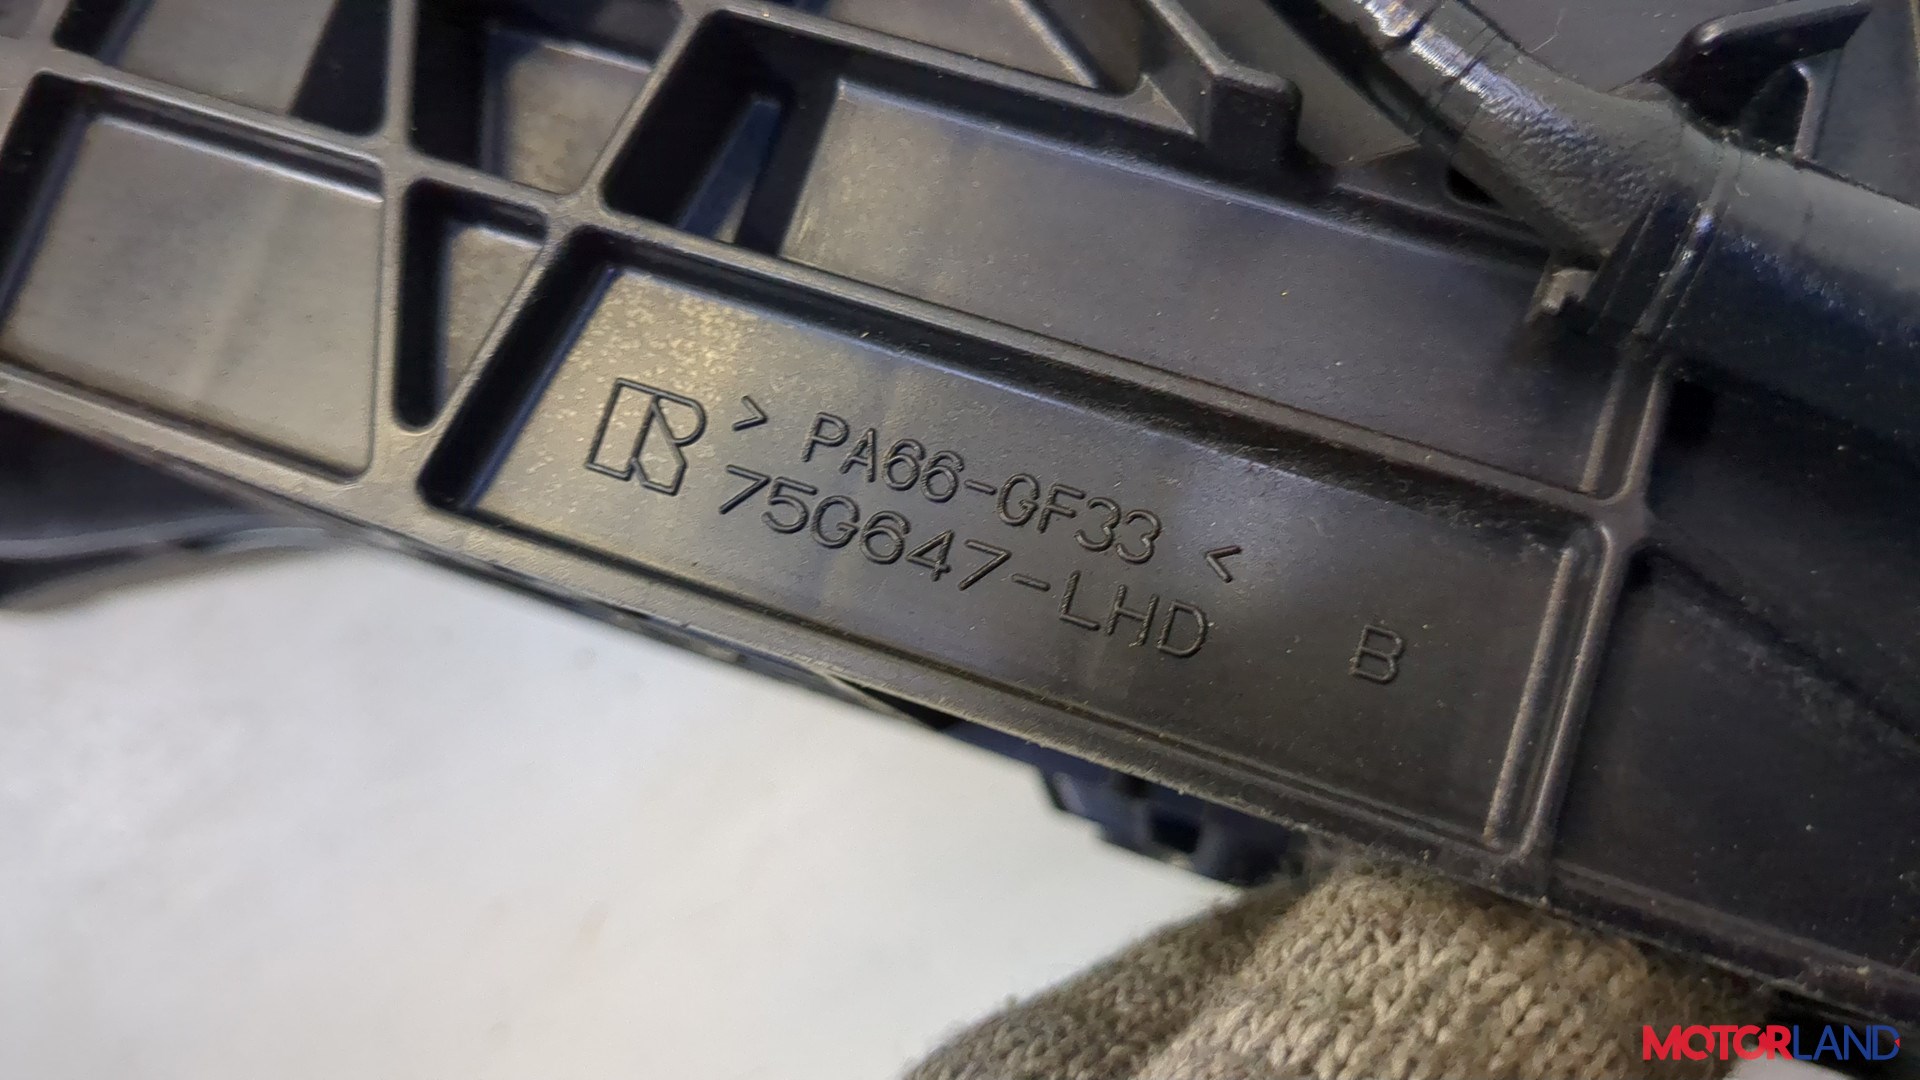 R > PA66-GF33 <
75G647-LHD B
MOTORLAND